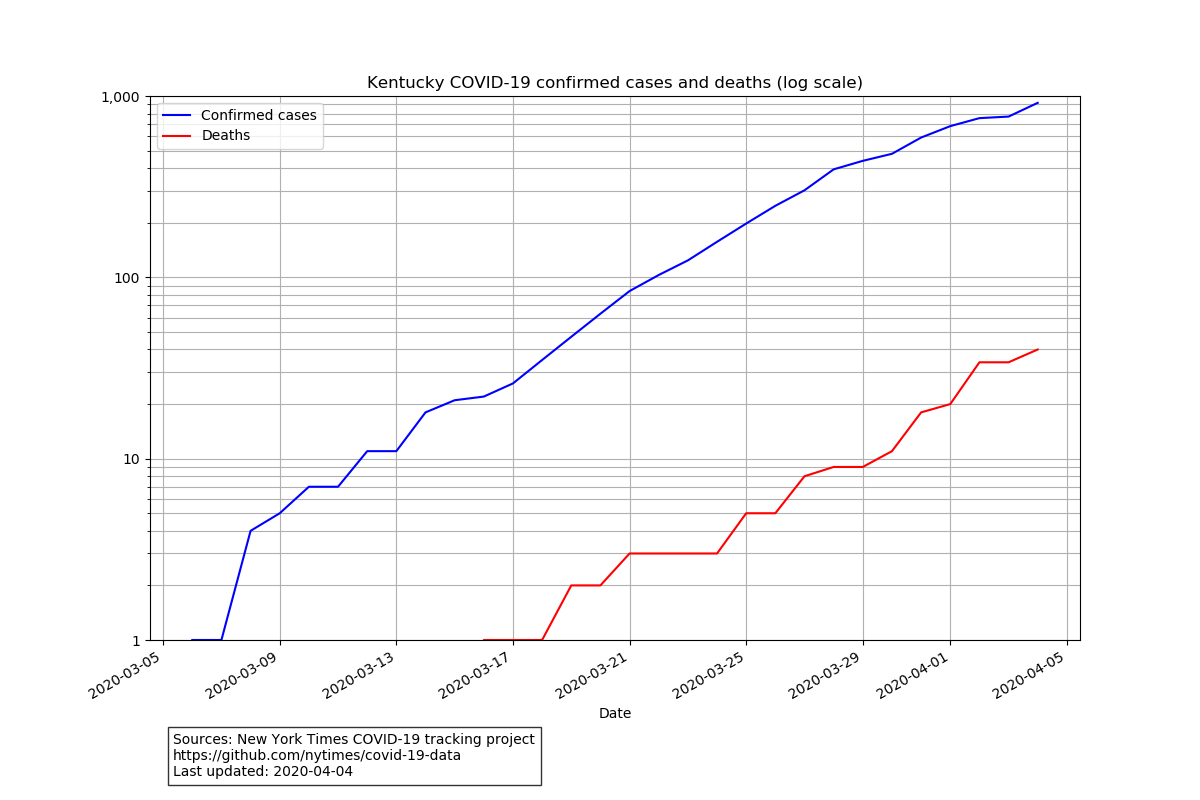 Kentucky COVID-19 confirmed cases and deaths (log scale)
1,000
100
10
1
Confirmed cases
Deaths
2020-03-05
2020-03-09
2020-03-13
2020-03-17
2020-03-21
2020-03-25
2020-03-29
2020-04-01
2020-04-05
Date
Sources: New York Times COVID-19 tracking project
https://github.com/nytimes/covid-19-data
Last updated: 2020-04-04